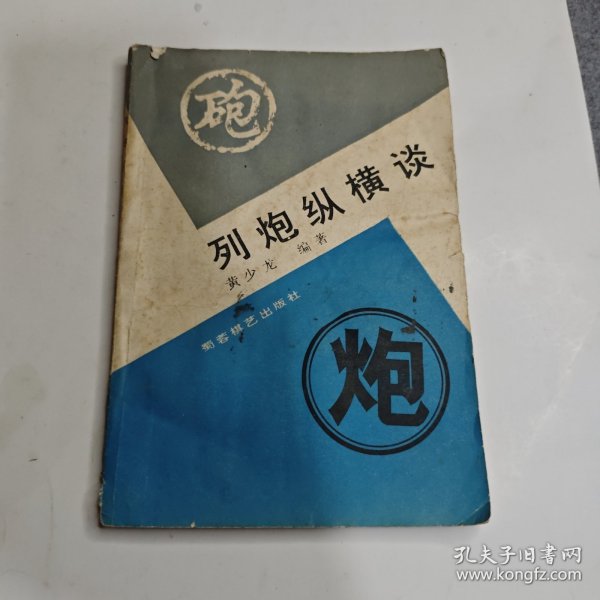 砲
列炮纵横谈
黄少龙 编著
蜀蓉棋艺出版社
炮
孔夫子旧书网
www.kongfz.com